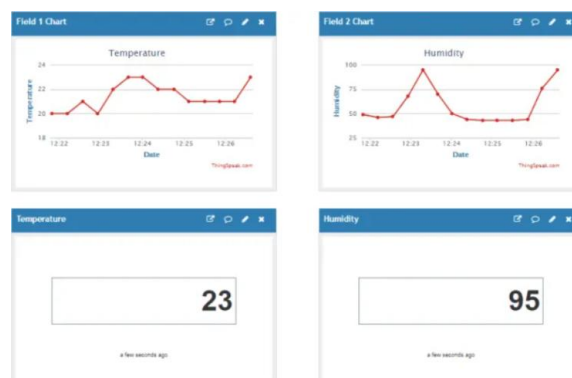 Field 1 Chart
Temperature
24
22
20
18
Temperature
12:22
12:23
12:24
12:25
12:26
Date
ThingSpeak.com
Field 2 Chart
Humidity
100
75
50
25
Humidity
12:22
12:23
12:24
12:25
12:26
Date
ThingSpeak.com
Temperature
23
a few seconds ago
Humidity
95
a few seconds ago